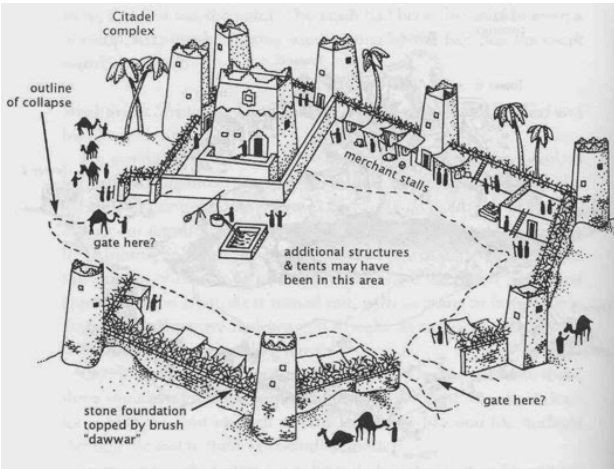 Citadel
complex
outline
of collapse
merchant stalls
gate here?
additional structures
& tents may have
been in this area
gate here?
stone foundation
topped by brush
"dawwar"